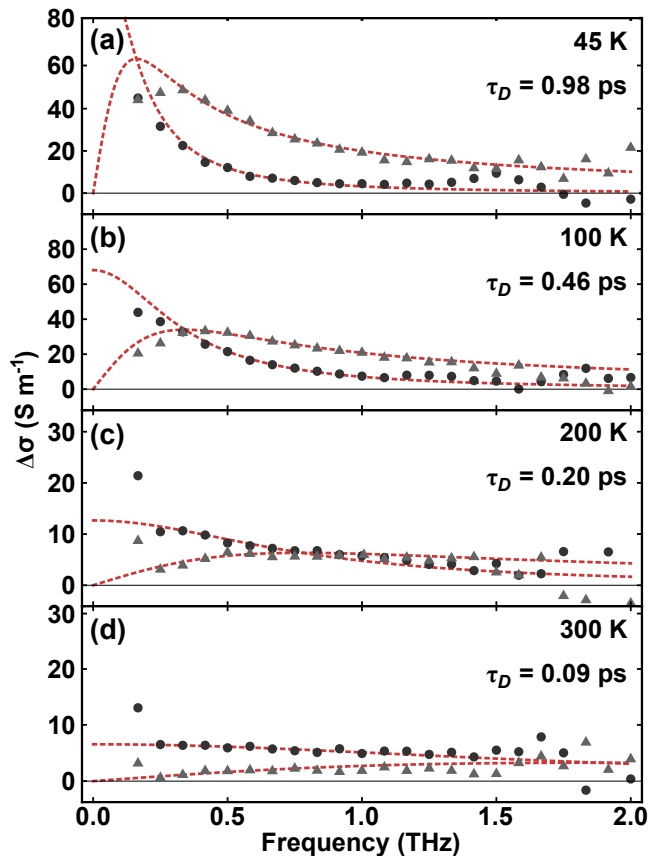 80
(a)
45 K
60
τD = 0.98 ps
40
20
0
80
(b)
100 K
60
τD = 0.46 ps
40
20
0
Δσ (S m-1)
30
(c)
200 K
20
τD = 0.20 ps
10
0
30
(d)
300 K
20
τD = 0.09 ps
10
0
0.0 0.5 1.0 1.5 2.0
Frequency (THz)